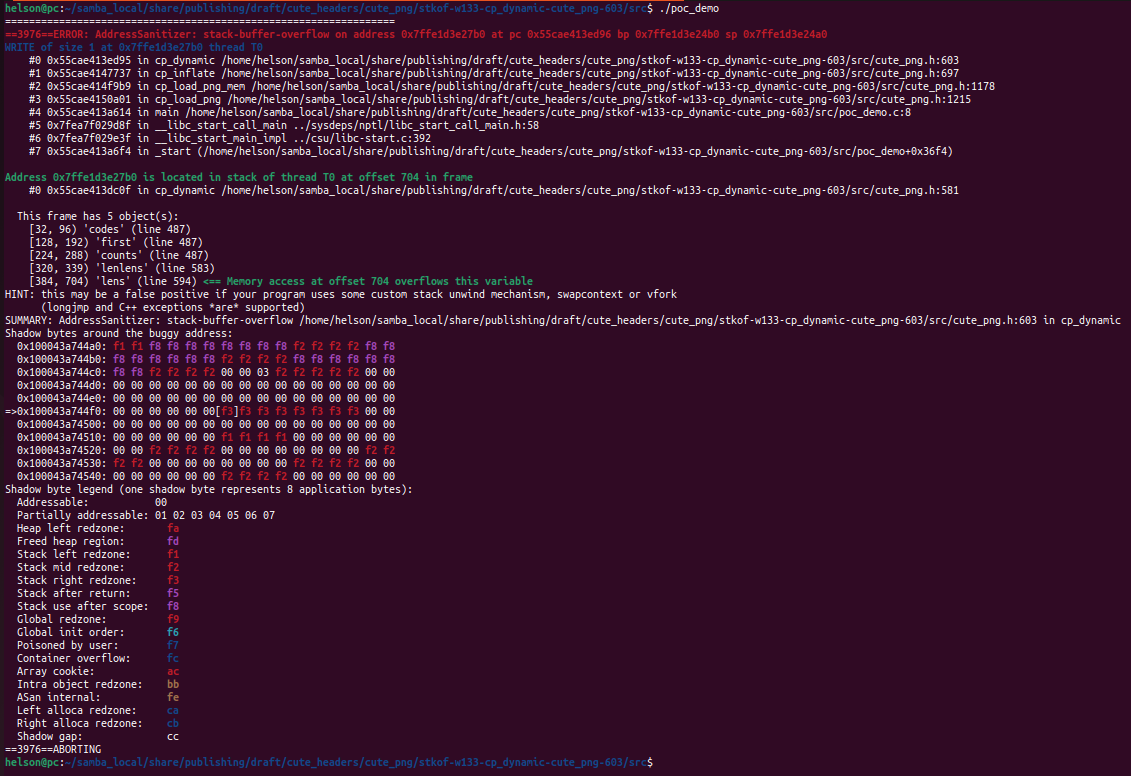 helson@pc:~/samba_local/share/publishing/draft/cute_headers/cute_png/stkof-w133-cp_dynamic-cute_png-603/src$ ./poc_demo
=================================================================
==3976==ERROR: AddressSanitizer: stack-buffer-overflow on address 0x7ffe1d3e27b0 at pc 0x55cae413ed96 bp 0x7ffe1d3e24b0 sp 0x7ffe1d3e24a0
WRITE of size 1 at 0x7ffe1d3e27b0 thread T0
    #0 0x55cae413ed95 in cp_dynamic /home/helson/samba_local/share/publishing/draft/cute_headers/cute_png/stkof-w133-cp_dynamic-cute_png-603/src/cute_png.h:603
    #1 0x55cae4147737 in cp_inflate /home/helson/samba_local/share/publishing/draft/cute_headers/cute_png/stkof-w133-cp_dynamic-cute_png-603/src/cute_png.h:697
    #2 0x55cae414f9b9 in cp_load_png_mem /home/helson/samba_local/share/publishing/draft/cute_headers/cute_png/stkof-w133-cp_dynamic-cute_png-603/src/cute_png.h:1178
    #3 0x55cae4150a01 in cp_load_png /home/helson/samba_local/share/publishing/draft/cute_headers/cute_png/stkof-w133-cp_dynamic-cute_png-603/src/cute_png.h:1215
    #4 0x55cae413a614 in main /home/helson/samba_local/share/publishing/draft/cute_headers/cute_png/stkof-w133-cp_dynamic-cute_png-603/src/poc_demo.c:8
    #5 0x7fea7f029d8f in __libc_start_call_main ../sysdeps/nptl/libc_start_call_main.h:58
    #6 0x7fea7f029e3f in __libc_start_main_impl ../csu/libc-start.c:392
    #7 0x55cae413a6f4 in _start (/home/helson/samba_local/share/publishing/draft/cute_headers/cute_png/stkof-w133-cp_dynamic-cute_png-603/src/poc_demo+0x36f4)
Address 0x7ffe1d3e27b0 is located in stack of thread T0 at offset 704 in frame
    #0 0x55cae413dc0f in cp_dynamic /home/helson/samba_local/share/publishing/draft/cute_headers/cute_png/stkof-w133-cp_dynamic-cute_png-603/src/cute_png.h:581
  This frame has 5 object(s):
    [32, 96) 'codes' (line 487)
    [128, 192) 'first' (line 487)
    [224, 288) 'counts' (line 487)
    [320, 339) 'lenlens' (line 583)
    [384, 704) 'lens' (line 594) <== Memory access at offset 704 overflows this variable
HINT: this may be a false positive if your program uses some custom stack unwind mechanism, swapcontext or vfork
      (longjmp and C++ exceptions *are* supported)
SUMMARY: AddressSanitizer: stack-buffer-overflow /home/helson/samba_local/share/publishing/draft/cute_headers/cute_png/stkof-w133-cp_dynamic-cute_png-603/src/cute_png.h:603 in cp_dynamic
Shadow bytes around the buggy address:
  0x100043a744a0: f1 f1 f8 f8 f8 f8 f8 f8 f8 f8 f2 f2 f2 f2 f8 f8
  0x100043a744b0: f8 f8 f8 f8 f8 f8 f2 f2 f2 f2 f8 f8 f8 f8 f8 f8
  0x100043a744c0: f8 f8 f2 f2 f2 f2 00 00 03 f2 f2 f2 f2 f2 00 00
  0x100043a744d0: 00 00 00 00 00 00 00 00 00 00 00 00 00 00 00 00
  0x100043a744e0: 00 00 00 00 00 00 00 00 00 00 00 00 00 00 00 00
=>0x100043a744f0: 00 00 00 00 00 00[f3]f3 f3 f3 f3 f3 f3 f3 00 00
  0x100043a74500: 00 00 00 00 00 00 00 00 00 00 00 00 00 00 00 00
  0x100043a74510: 00 00 00 00 00 00 f1 f1 f1 f1 00 00 00 00 00 00
  0x100043a74520: 00 00 f2 f2 f2 f2 00 00 00 00 00 00 00 00 f2 f2
  0x100043a74530: f2 f2 00 00 00 00 00 00 00 00 f2 f2 f2 f2 00 00
  0x100043a74540: 00 00 00 00 00 00 f2 f2 f2 f2 00 00 00 00 00 00
Shadow byte legend (one shadow byte represents 8 application bytes):
  Addressable:           00
  Partially addressable: 01 02 03 04 05 06 07
  Heap left redzone:       fa
  Freed heap region:       fd
  Stack left redzone:      f1
  Stack mid redzone:       f2
  Stack right redzone:     f3
  Stack after return:      f5
  Stack use after scope:   f8
  Global redzone:          f9
  Global init order:       f6
  Poisoned by user:        f7
  Container overflow:      fc
  Array cookie:            ac
  Intra object redzone:    bb
  ASan internal:           fe
  Left alloca redzone:     ca
  Right alloca redzone:    cb
  Shadow gap:              cc
==3976==ABORTING
helson@pc:~/samba_local/share/publishing/draft/cute_headers/cute_png/stkof-w133-cp_dynamic-cute_png-603/src$